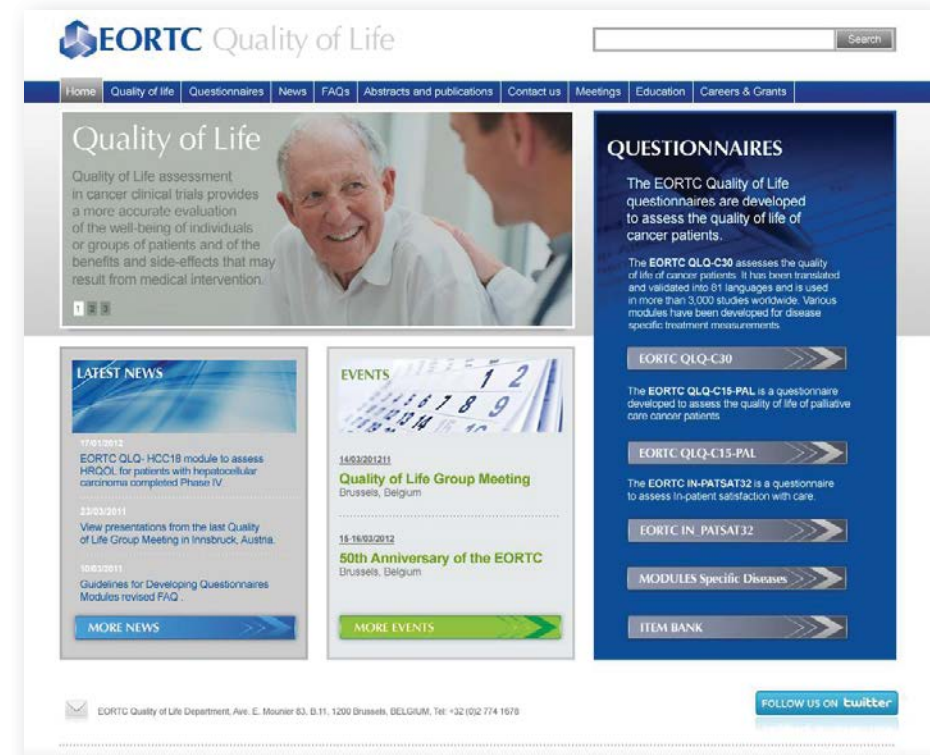 EORTC Quality of Life
Search
Home Quality of life Questionnaires News FAQs Abstracts and publications Contact us Meetings Education Careers & Grants
Quality of Life
Quality of Life assessment
in cancer clinical trials provides
a more accurate evaluation
of the well-being of individuals
or groups of patients and of the
benefits and side-effects that may
result from medical intervention.
1 2 3
QUESTIONNAIRES
The EORTC Quality of Life
questionnaires are developed
to assess the quality of life of
cancer patients.
The EORTC QLQ-C30 assesses the quality
of life of cancer patients. It has been translated
and validated into 81 languages and is used
in more than 3,000 studies worldwide. Various
modules have been developed for disease
specific treatment measurements
EORTC QLQ-C30
The EORTC QLQ-C15-PAL is a questionnaire
developed to assess the quality of life of palliative
care cancer patients
EORTC QLQ-C15-PAL
The EORTC IN-PATSAT32 is a questionnaire
to assess In-patient satisfaction with care.
EORTC IN_PATSAT32
MODULES Specific Diseases
ITEM BANK
LATEST NEWS
17/01/2012
EORTC QLQ- HCC18 module to assess
HRQOL for patients with hepatocellular
carcinoma completed Phase IV.
23/03/2011
View presentations from the last Quality
of Life Group Meeting in Innsbruck, Austria.
10/03/2011
Guidelines for Developing Questionnaires
Modules revised FAQ .
MORE NEWS
EVENTS
1 2
5 6 7 8 9
12 13 14 15 16
14/03/201211
Quality of Life Group Meeting
Brussels, Belgium
15-16/03/2012
50th Anniversary of the EORTC
Brussels, Belgium
MORE EVENTS
EORTC Quality of Life Department, Ave. E. Mounier 83, B.11, 1200 Brussels, BELGIUM, Tel: +32 (0)2 774 1678
FOLLOW US ON twitter